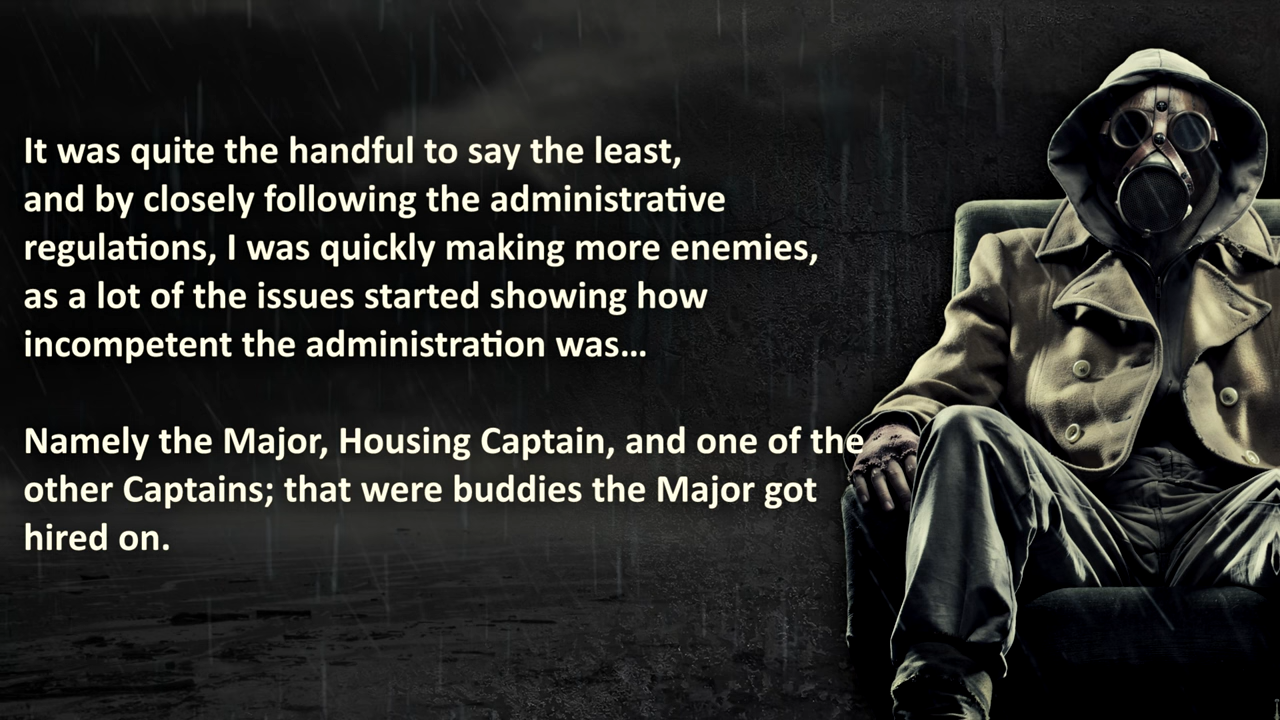 It was quite the handful to say the least,
and by closely following the administrative
regulations, I was quickly making more enemies,
as a lot of the issues started showing how
incompetent the administration was...
Namely the Major, Housing Captain, and one of the
other Captains; that were buddies the Major got
hired on.